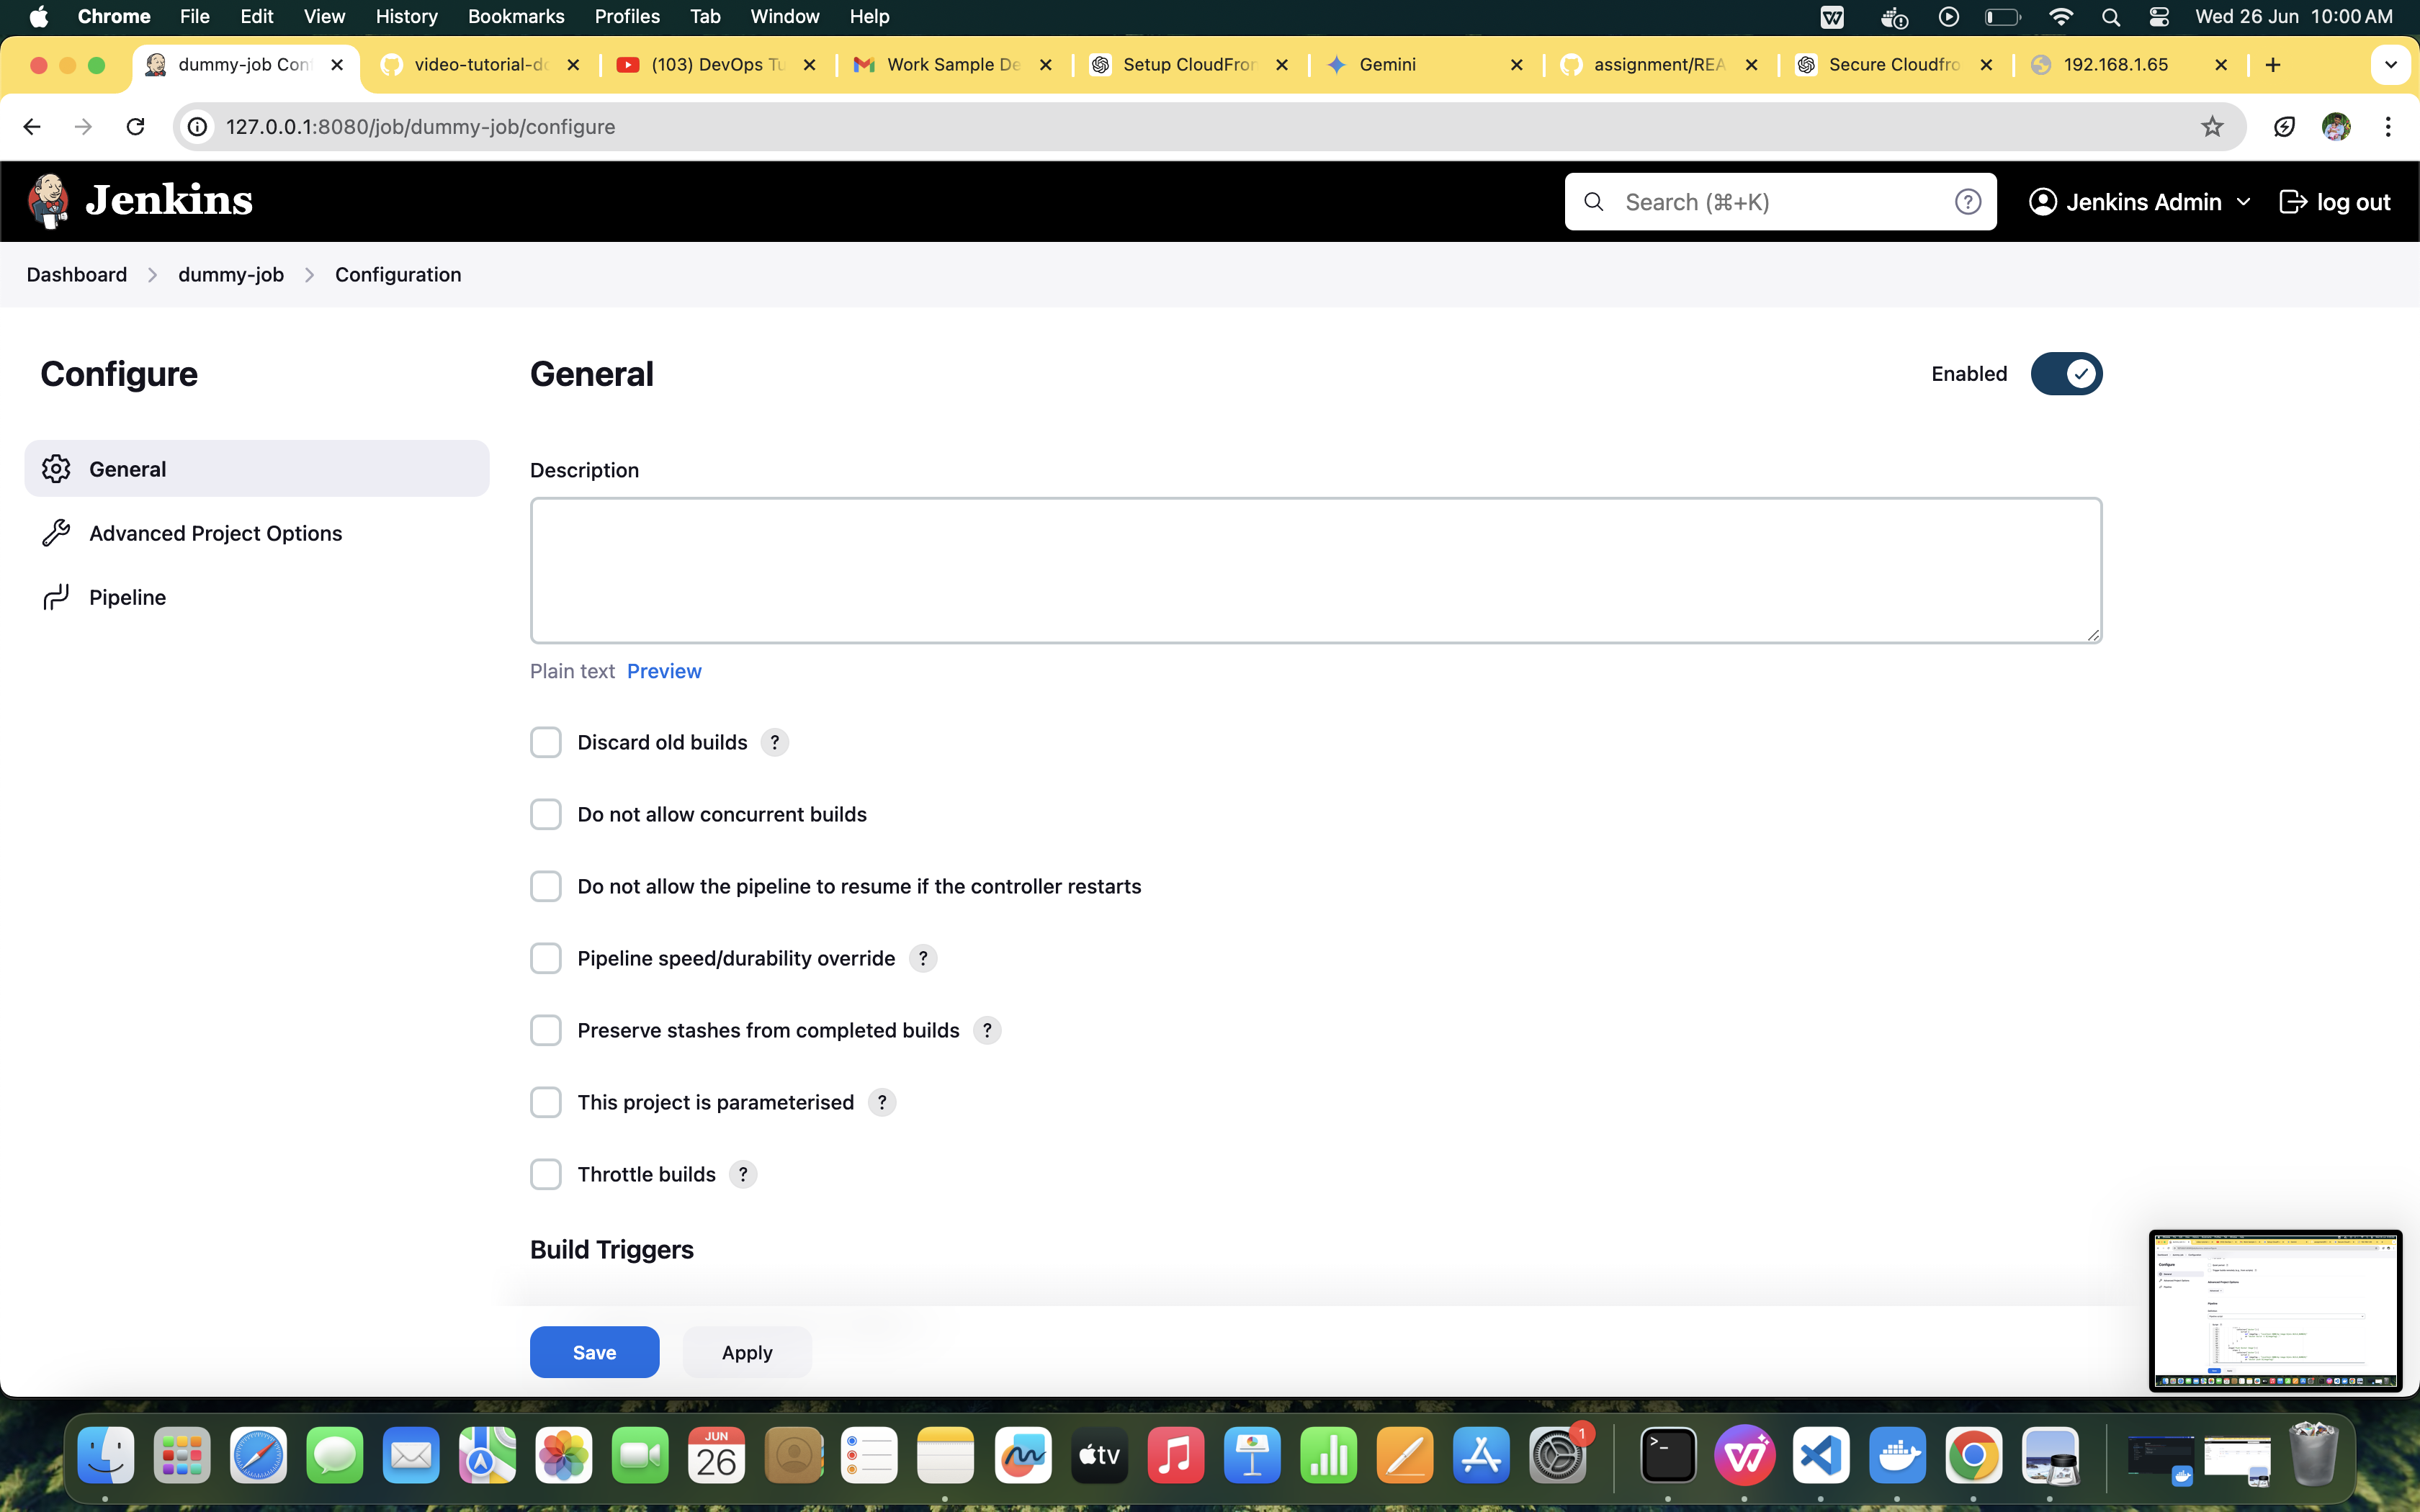 Chrome File Edit View History Bookmarks Profiles Tab Window Help Wed 26 Jun 10:00 AM
dummy-job Con video-tutorial-do (103) DevOps Tu Work Sample De Setup CloudFron Gemini assignment/REA Secure Cloudfro 192.168.1.65
127.0.0.1:8080/job/dummy-job/configure
Jenkins Search (⌘+K) ? Jenkins Admin log out
Dashboard dummy-job Configuration
Configure
General
Advanced Project Options
Pipeline
General Enabled
Description
Plain text Preview
Discard old builds ?
Do not allow concurrent builds
Do not allow the pipeline to resume if the controller restarts
Pipeline speed/durability override ?
Preserve stashes from completed builds ?
This project is parameterised ?
Throttle builds ?
Build Triggers
Save Apply
JUN
26
tv
1